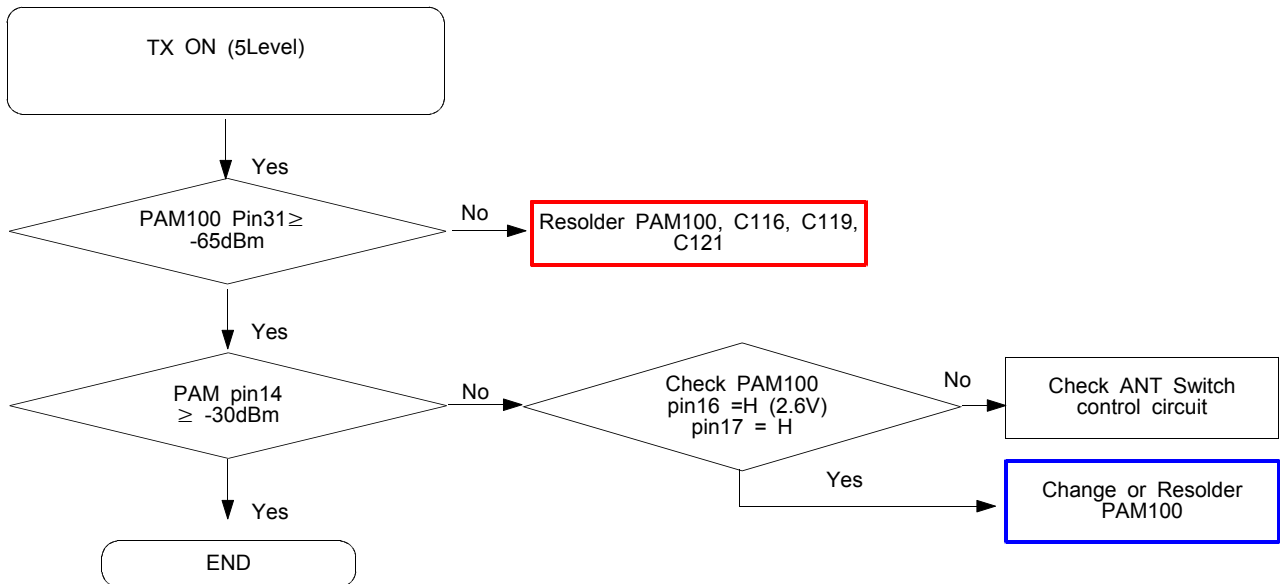 TX ON (5Level)
Yes
PAM100 Pin31≥
-65dBm
No
Resolder PAM100, C116, C119,
C121
Yes
PAM pin14
≥ -30dBm
No
Check PAM100
pin16 =H (2.6V)
pin17 = H
No
Check ANT Switch
control circuit
Yes
Change or Resolder
PAM100
Yes
END